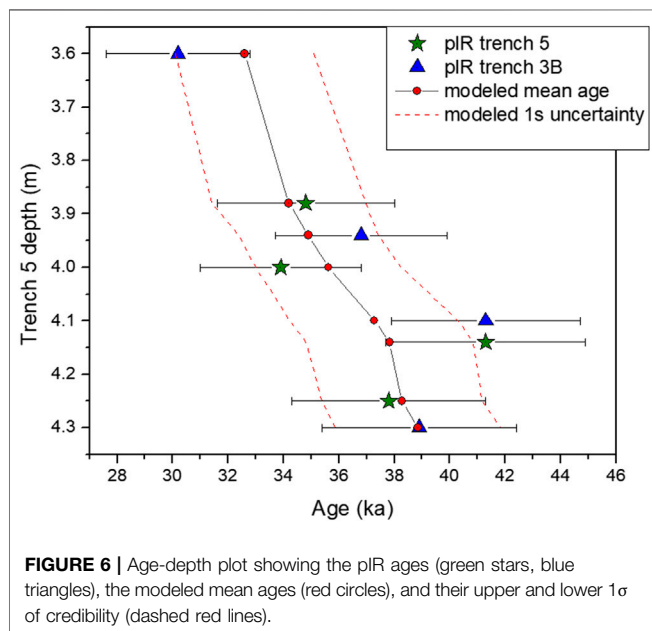 pIR trench 5
pIR trench 3B
modeled mean age
modeled 1s uncertainty
Trench 5 depth (m)
3.6
3.7
3.8
3.9
4.0
4.1
4.2
4.3
28 30 32 34 36 38 40 42 44 46
Age (ka)
FIGURE 6 | Age-depth plot showing the pIR ages (green stars, blue
triangles), the modeled mean ages (red circles), and their upper and lower 1σ
of credibility (dashed red lines).